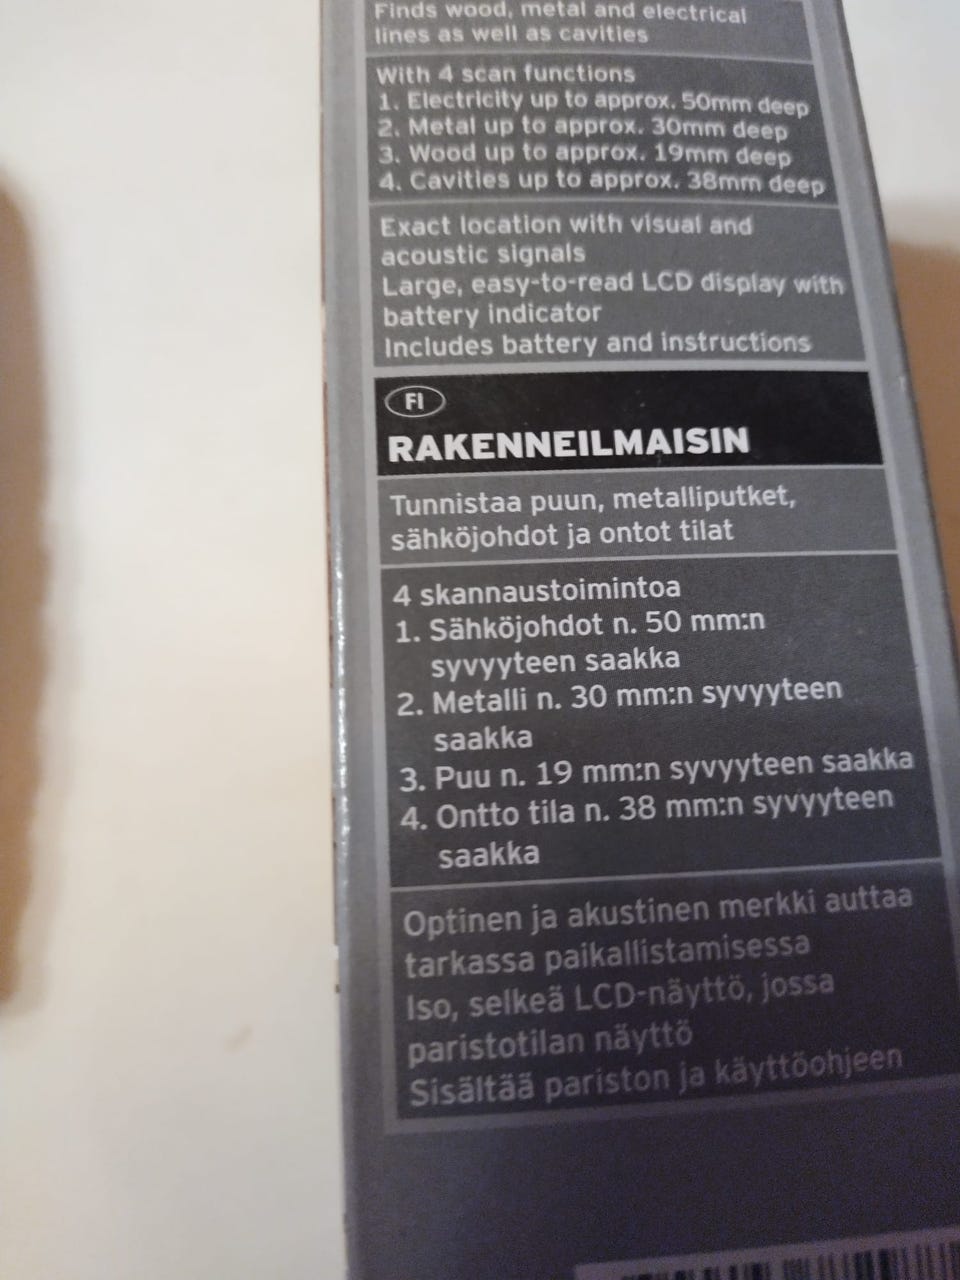 Finds wood, metal and electrical
lines as well as cavities
With 4 scan functions
1. Electricity up to approx. 50mm deep
2. Metal up to approx. 30mm deep
3. Wood up to approx. 19mm deep
4. Cavities up to approx. 38mm deep
Exact location with visual and
acoustic signals
Large, easy-to-read LCD display with
battery indicator
Includes battery and instructions
FI
RAKENNEILMAISIN
Tunnistaa puun, metalliputket,
sähköjohdot ja ontot tilat
4 skannaustoimintoa
1. Sähköjohdot n. 50 mm:n
syvyyteen saakka
2. Metalli n. 30 mm:n syvyyteen
saakka
3. Puu n. 19 mm:n syvyyteen saakka
4. Ontto tila n. 38 mm:n syvyyteen
saakka
Optinen ja akustinen merkki auttaa
tarkassa paikallistamisessa
Iso, selkeä LCD-näyttö, jossa
paristotilan näyttö
Sisältää pariston ja käyttöohjeen